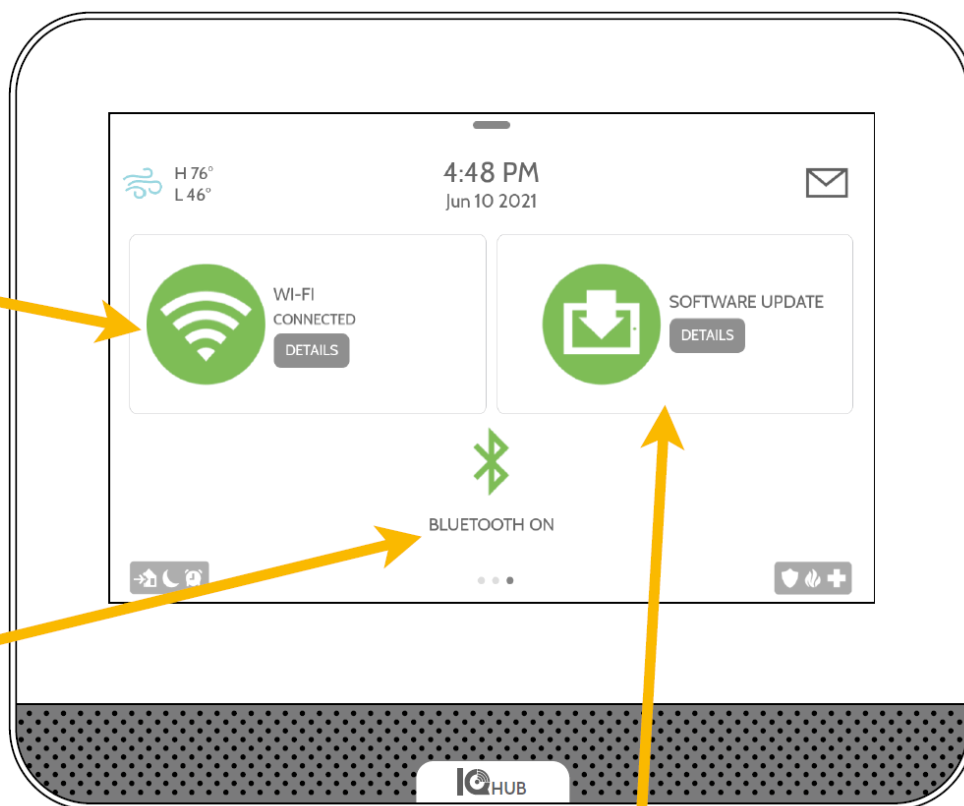 H 76°
L 46°
4:48 PM
Jun 10 2021
WI-FI
CONNECTED
DETAILS
SOFTWARE UPDATE
DETAILS
BLUETOOTH ON
IQ HUB